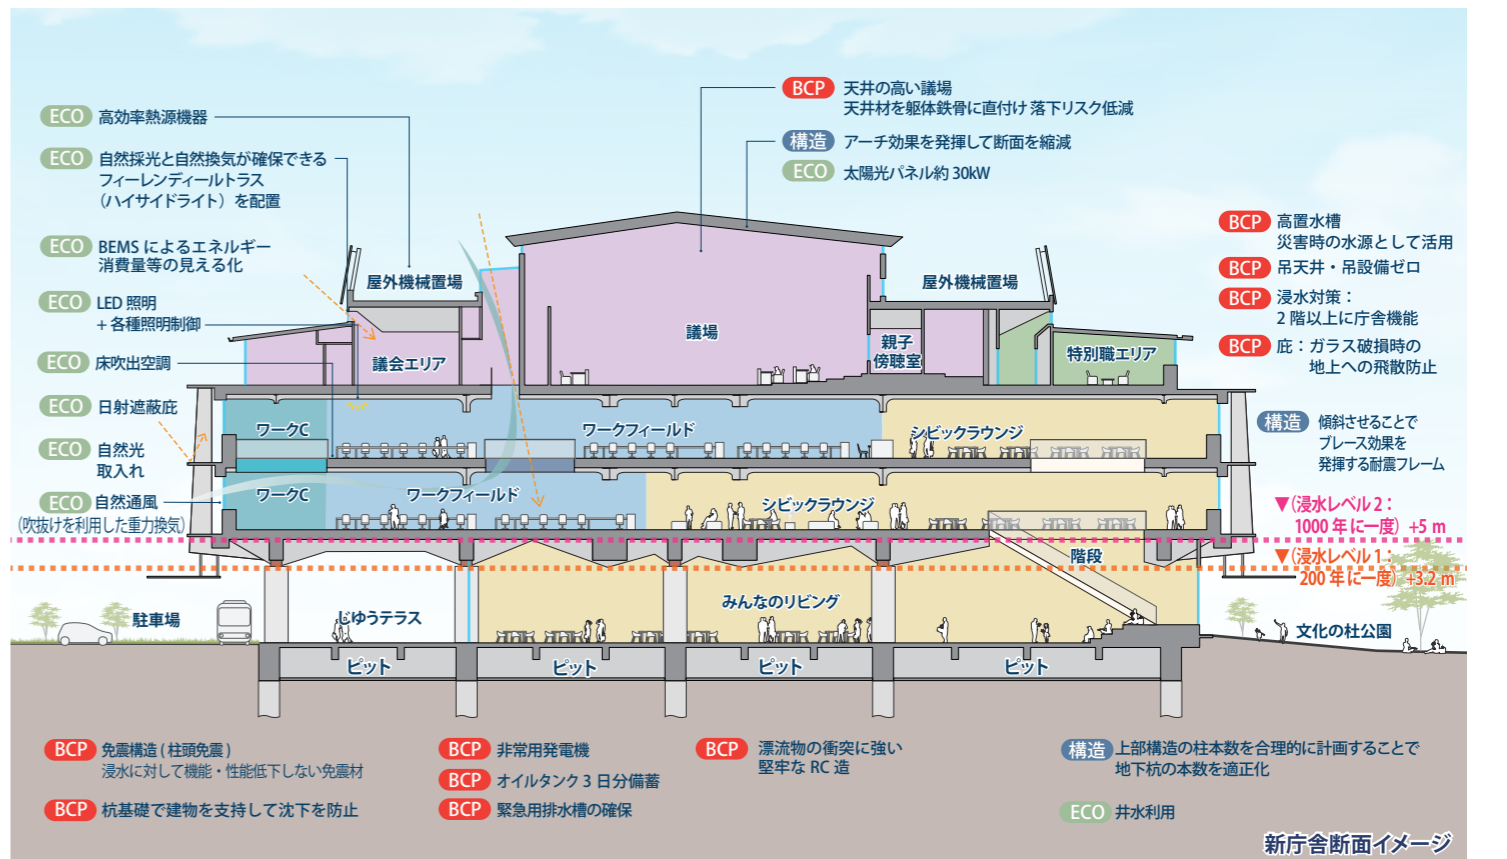 ECO 高効率熱源機器
ECO 自然採光と自然換気が確保できる
フィーレンディールトラス
（ハイサイドライト）を配置
ECO BEMS によるエネルギー
消費量等の見える化
ECO LED 照明
+ 各種照明制御
ECO 床吹出空調
ECO 日射遮蔽庇
ECO 自然光
取入れ
ECO 自然通風
(吹抜けを利用した重力換気)
BCP 天井の高い議場
天井材を躯体鉄骨に直付け 落下リスク低減
構造 アーチ効果を発揮して断面を縮減
ECO 太陽光パネル約 30kW
BCP 高置水槽
災害時の水源として活用
BCP 吊天井・吊設備ゼロ
BCP 浸水対策：
2 階以上に庁舎機能
BCP 庇：ガラス破損時の
地上への飛散防止
構造 傾斜させることで
ブレース効果を
発揮する耐震フレーム
▼(浸水レベル 2：
1000 年に一度) +5 m
▼(浸水レベル 1：
200 年に一度) +3.2 m
屋外機械置場
屋外機械置場
議会エリア
議場
親子
傍聴室
特別職エリア
ワークC
ワークフィールド
シビックラウンジ
ワークC
ワークフィールド
シビックラウンジ
階段
駐車場
じゆうテラス
みんなのリビング
文化の杜公園
ピット
ピット
ピット
ピット
BCP 免震構造 ( 柱頭免震 )
浸水に対して機能・性能低下しない免震材
BCP 杭基礎で建物を支持して沈下を防止
BCP 非常用発電機
BCP オイルタンク 3 日分備蓄
BCP 緊急用排水槽の確保
BCP 漂流物の衝突に強い
堅牢な RC 造
構造 上部構造の柱本数を合理的に計画することで
地下杭の本数を適正化
ECO 井水利用
新庁舎断面イメージ